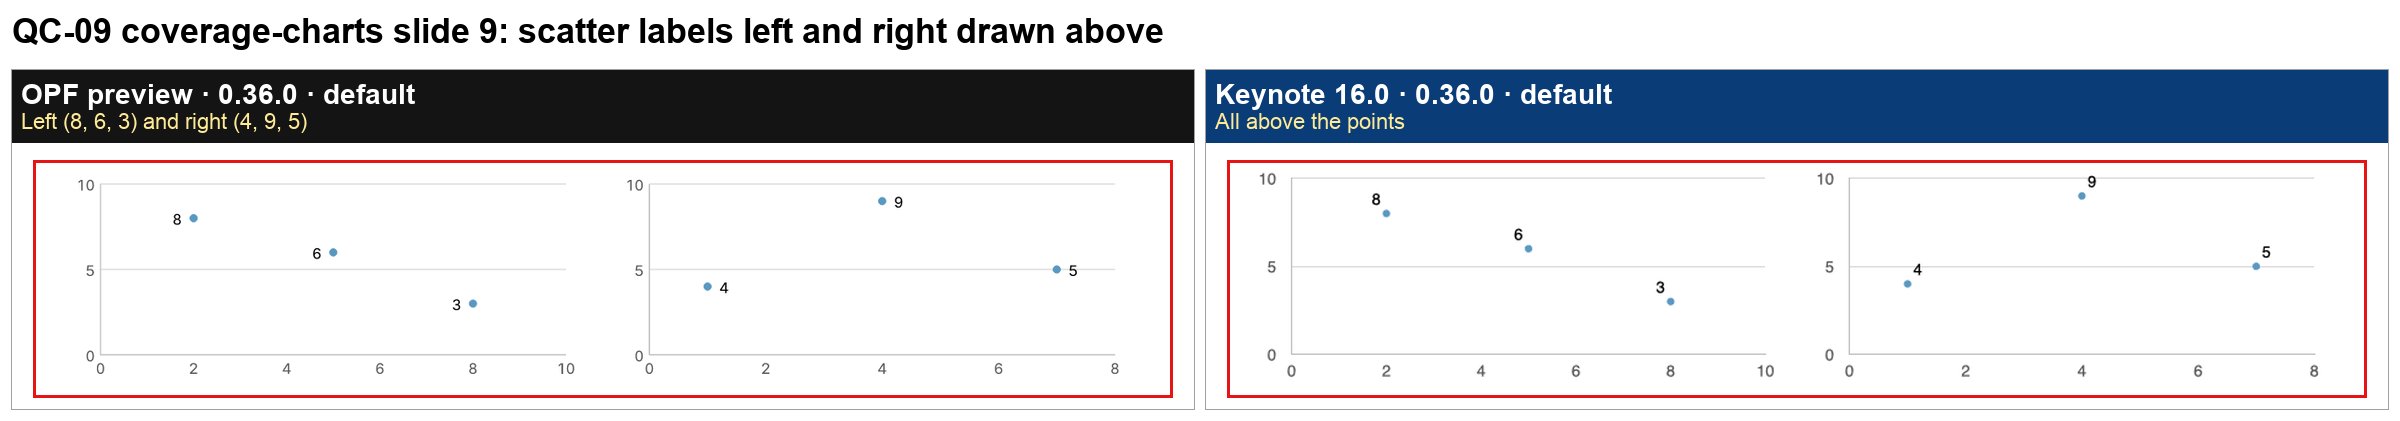 QC-09 coverage-charts slide 9: scatter labels left and right drawn above
OPF preview · 0.36.0 · default
Left (8, 6, 3) and right (4, 9, 5)
10
5
0
8
6
3
0 2 4 6 8 10
10
5
0
9
4
5
0 2 4 6 8
Keynote 16.0 · 0.36.0 · default
All above the points
10
5
0
8
6
3
0 2 4 6 8 10
10
5
0
9
4
5
0 2 4 6 8